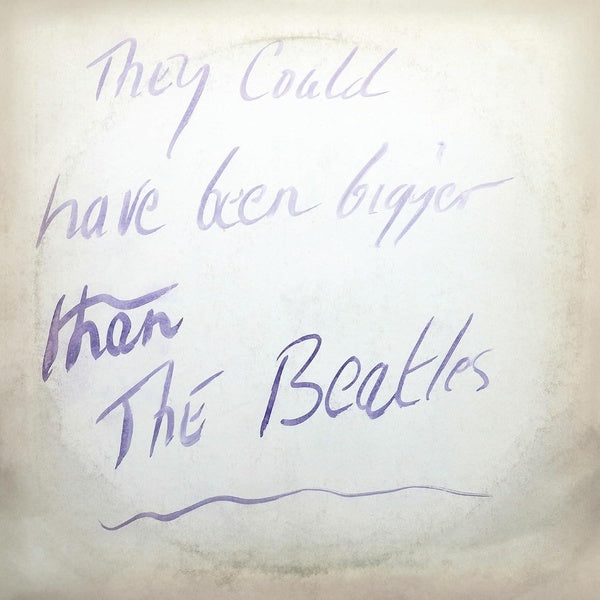 They Could
have been bigger
than
The Beatles